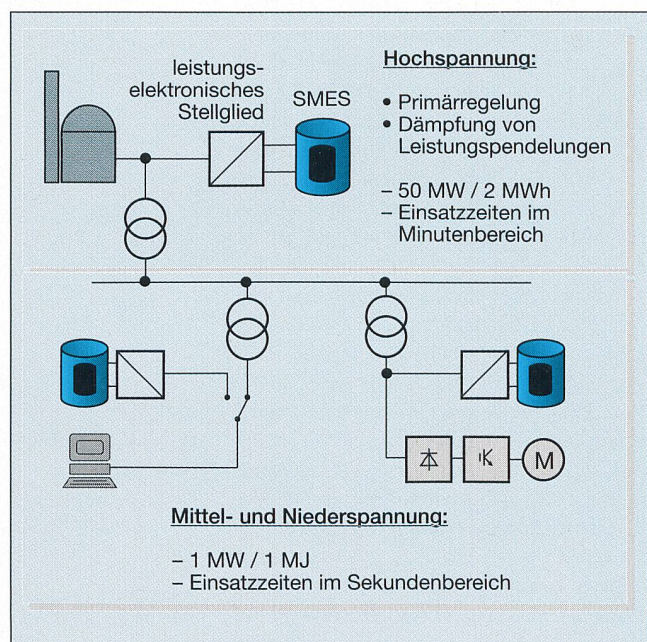 leistungs-
elektronisches
Stellglied
SMES
Hochspannung:
• Primärregelung
• Dämpfung von
Leistungspendelungen
– 50 MW / 2 MWh
– Einsatzzeiten im
Minutenbereich
M
Mittel- und Niederspannung:
– 1 MW / 1 MJ
– Einsatzzeiten im Sekundenbereich